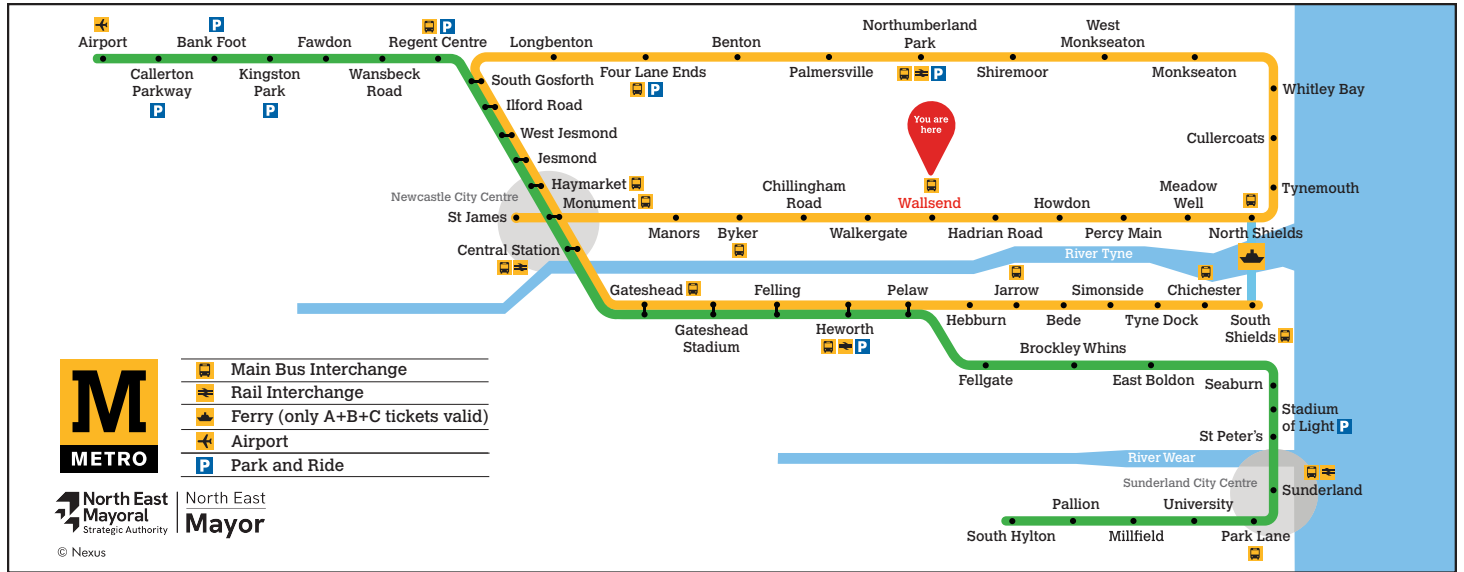 Airport
Callerton
Parkway
P
Bank Foot
P
Kingston
Park
P
Fawdon
Wansbeck
Road
Regent Centre
P
Longbenton
Four Lane Ends
P
Benton
Palmersville
Northumberland
Park
P
Shiremoor
West
Monkseaton
Monkseaton
Whitley Bay
Cullercoats
Tynemouth
South Gosforth
Ilford Road
West Jesmond
Jesmond
Haymarket
Newcastle City Centre
Monument
St James
Central Station
Manors
Byker
Chillingham
Road
Walkergate
You are
here
Wallsend
Hadrian Road
Howdon
Percy Main
Meadow
Well
North Shields
River Tyne
Gateshead
Gateshead
Stadium
Felling
Heworth
P
Pelaw
Hebburn
Jarrow
Bede
Simonside
Tyne Dock
Chichester
South
Shields
Fellgate
Brockley Whins
East Boldon
Seaburn
Stadium
of Light P
St Peter's
River Wear
Sunderland City Centre
Sunderland
Park Lane
University
Millfield
Pallion
South Hylton
M
METRO
Main Bus Interchange
Rail Interchange
Ferry (only A+B+C tickets valid)
Airport
P Park and Ride
North East
Mayoral
Strategic Authority
North East
Mayor
© Nexus